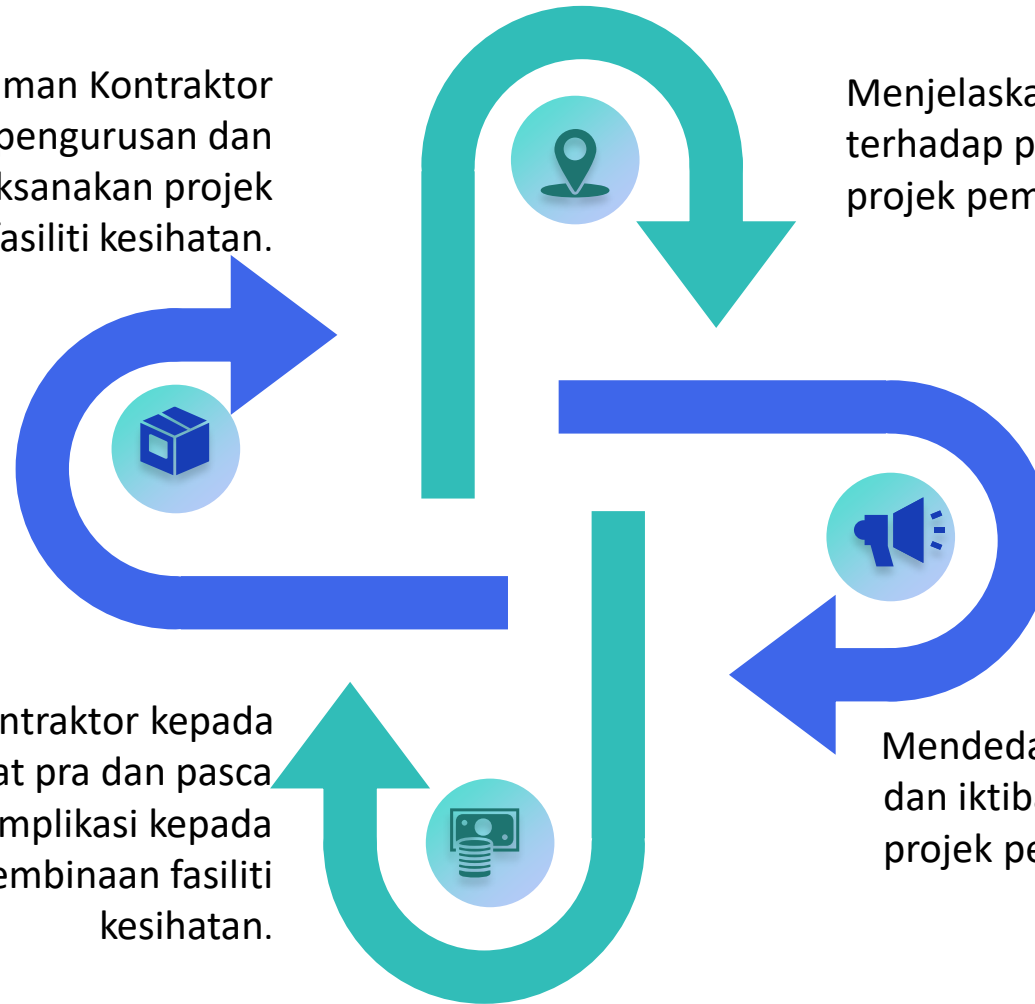 man Kontraktor
pengurusan dan
ksanakan projek
fasiliti kesihatan.
Menjelaska
terhadap p
projek pem
ntraktor kepada
at pra dan pasca
mplikasi kepada
embinaan fasiliti
kesihatan.
Mendeda
dan iktiba
projek pe